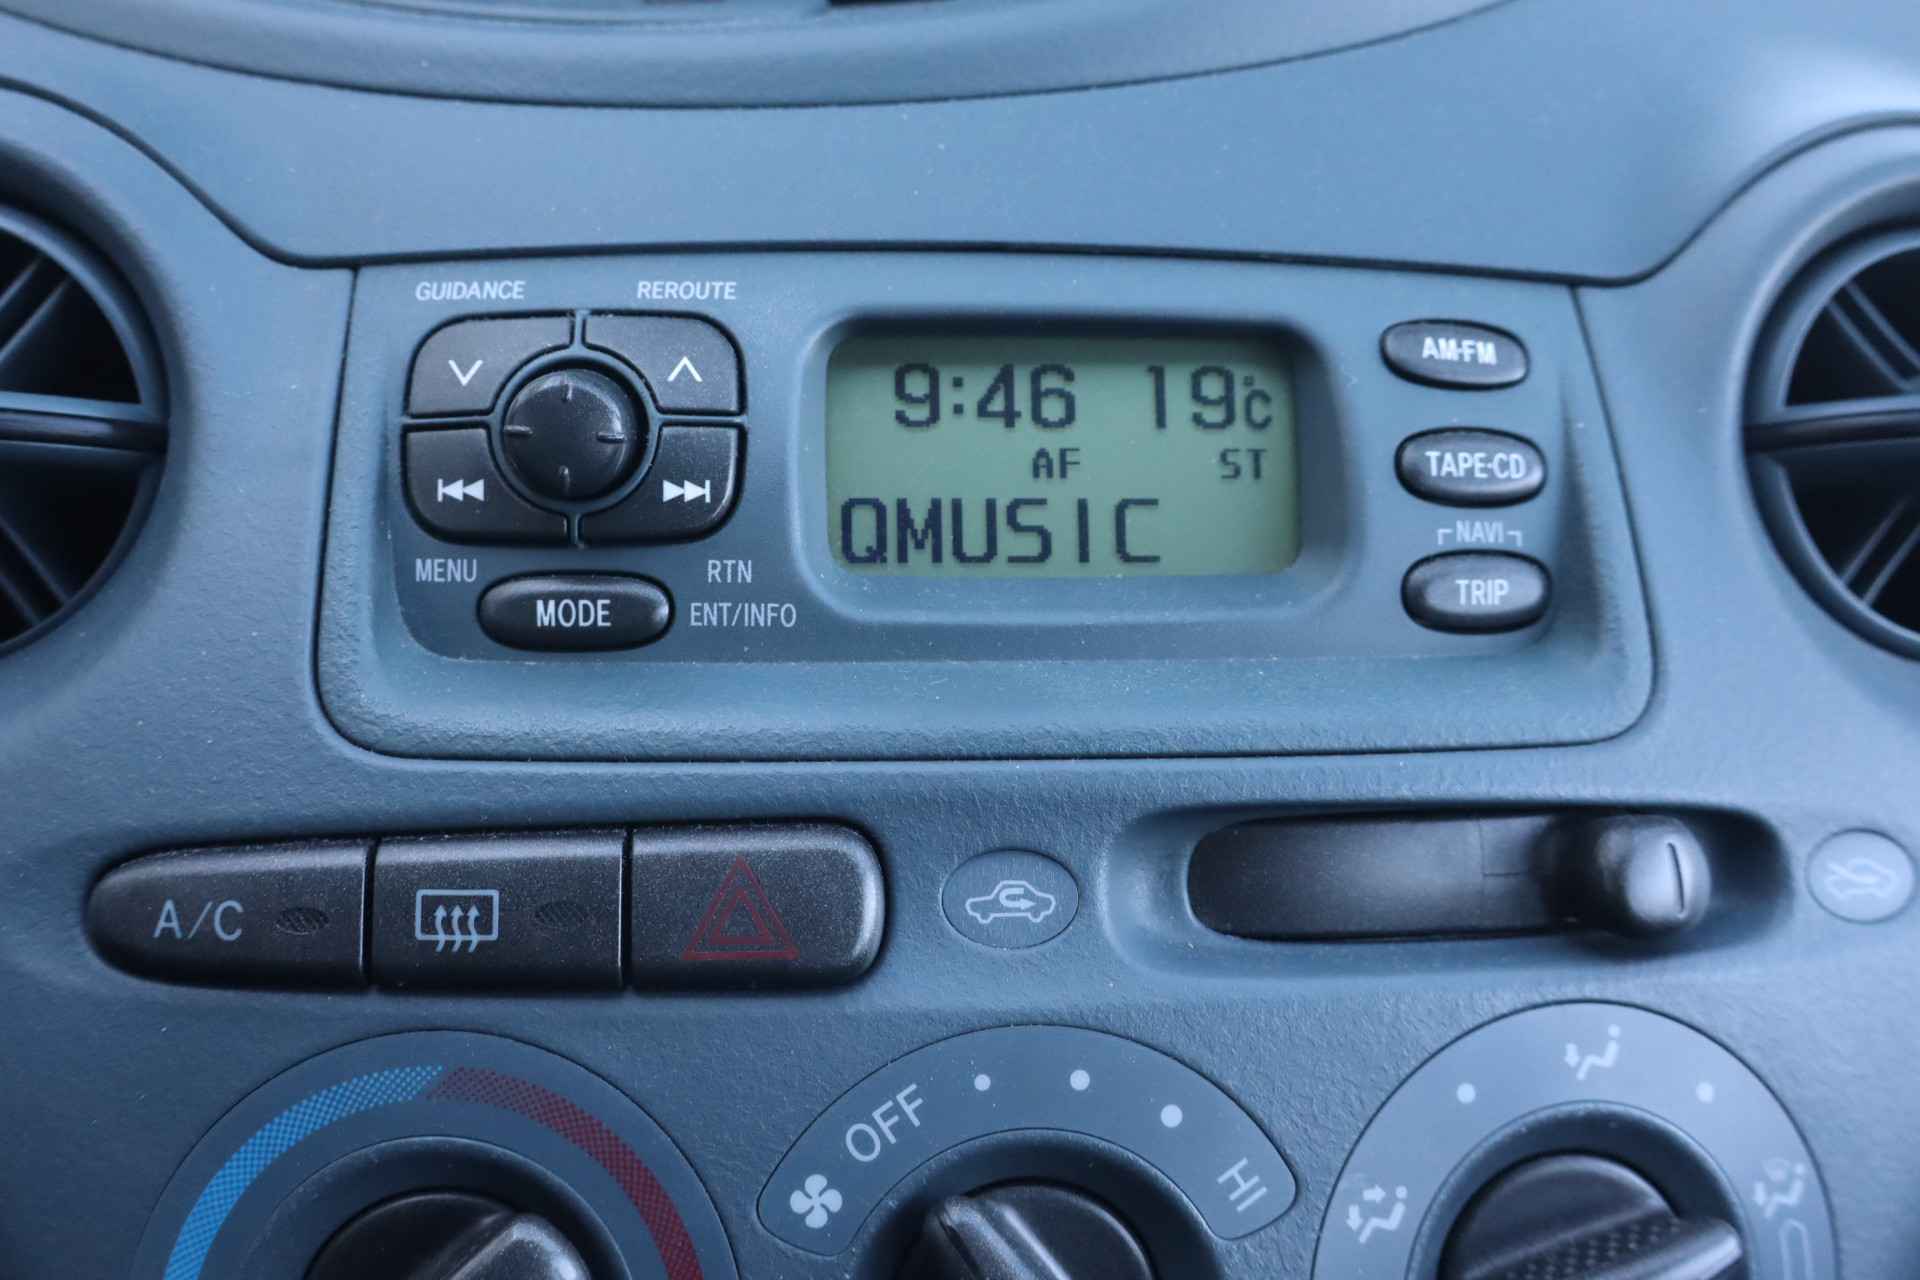 GUIDANCE REROUTE
9:46 19°C
AF ST
QMUSIC
AM·FM
TAPE·CD
NAVI
TRIP
MENU RTN
MODE ENT/INFO
A/C
OFF HI